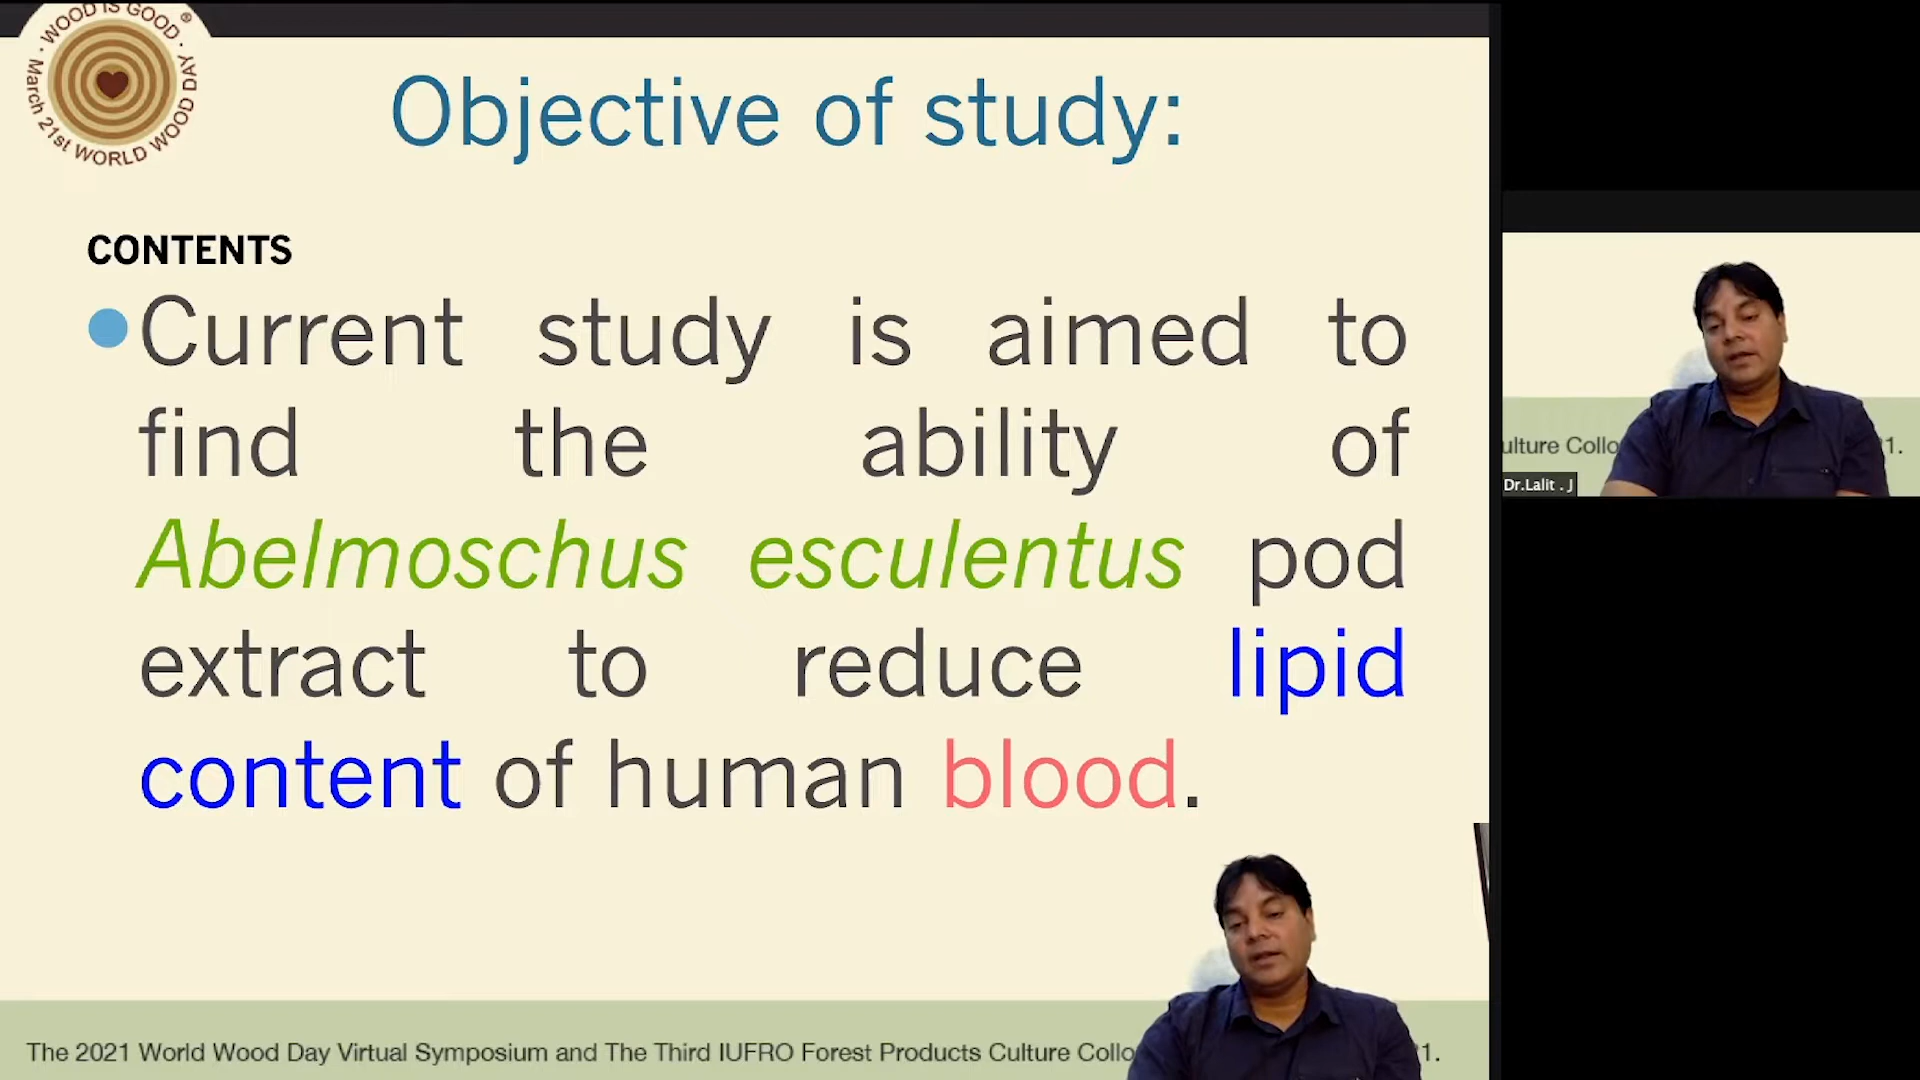 WOOD IS GOOD ®
March 21st WORLD WOOD DAY
Objective of study:
CONTENTS
Current study is aimed to
find the ability of
Abelmoschus esculentus pod
extract to reduce lipid
content of human blood.
ulture Collo 1.
Dr.Lalit . J
The 2021 World Wood Day Virtual Symposium and The Third IUFRO Forest Products Culture Collo 1.